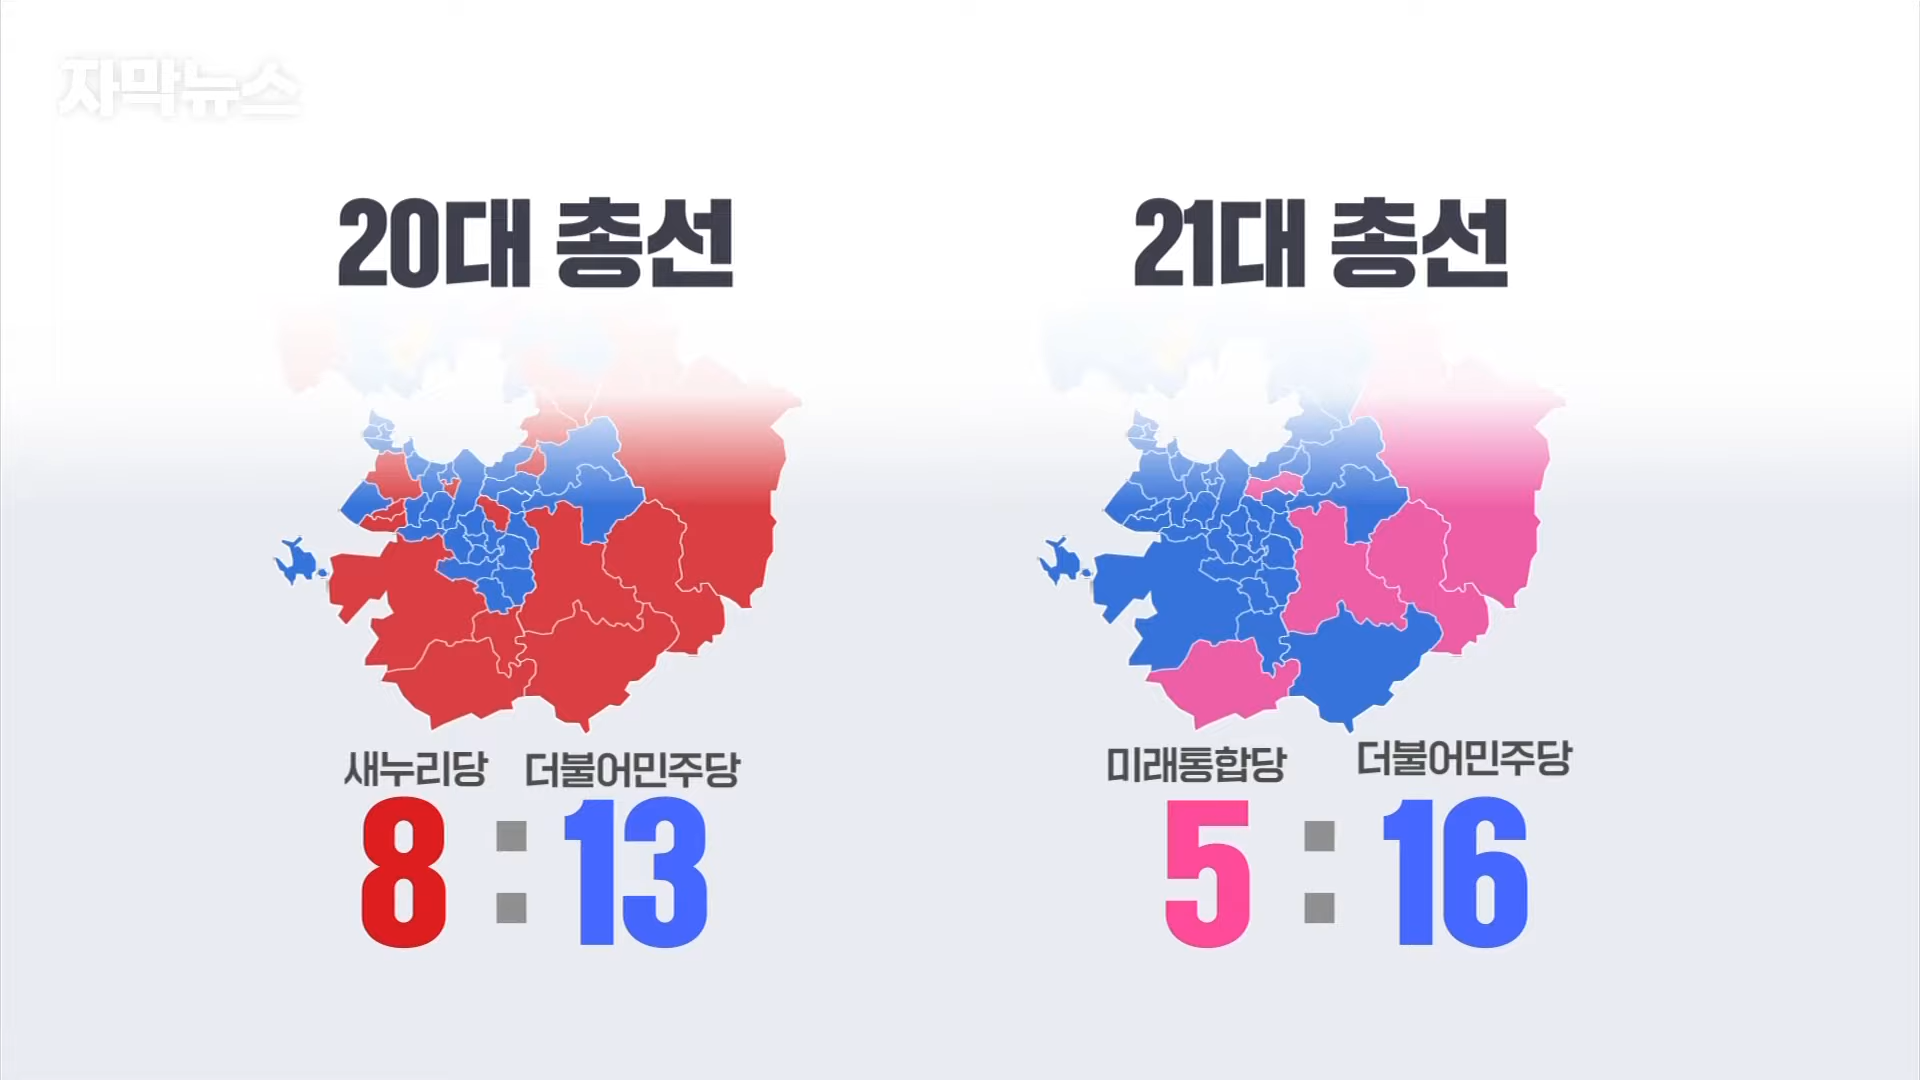 자막뉴스
20대 총선
21대 총선
새누리당 더불어민주당
8 : 13
미래통합당 더불어민주당
5 : 16